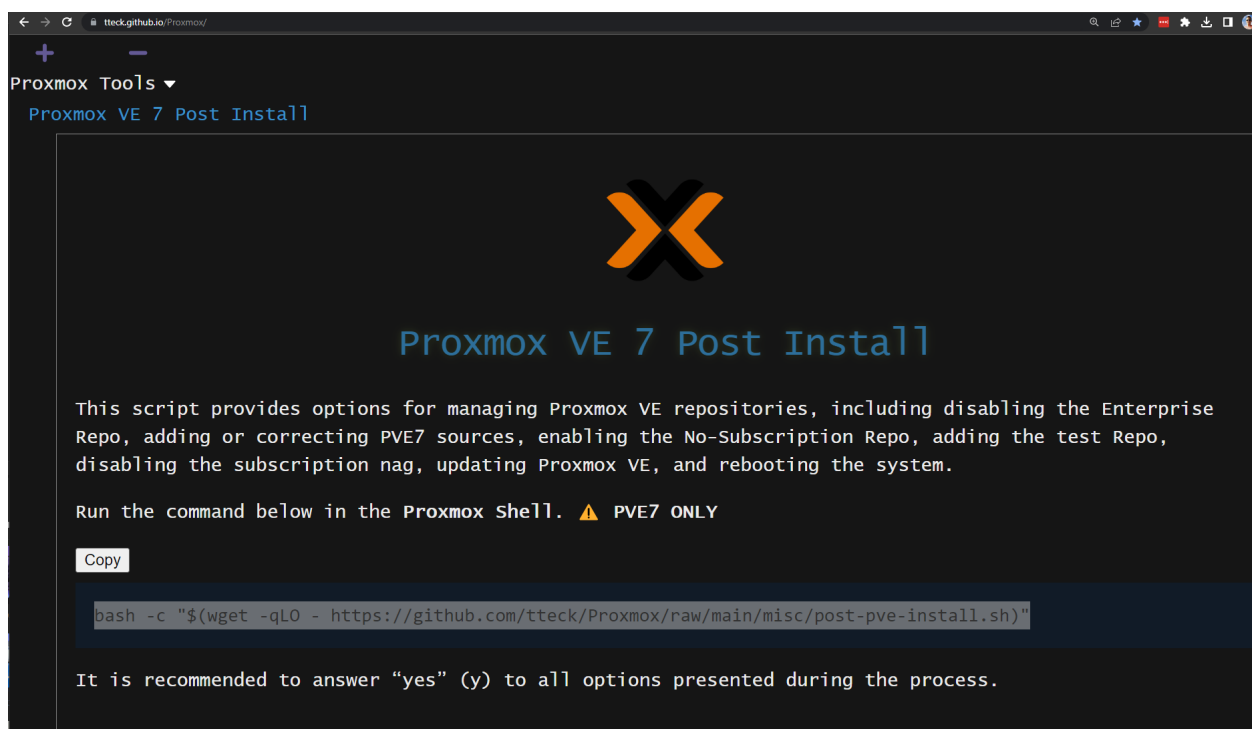 tteck.github.io/Proxmox/
Proxmox Tools
Proxmox VE 7 Post Install
Proxmox VE 7 Post Install
This script provides options for managing Proxmox VE repositories, including disabling the Enterprise
Repo, adding or correcting PVE7 sources, enabling the No-Subscription Repo, adding the test Repo,
disabling the subscription nag, updating Proxmox VE, and rebooting the system.
Run the command below in the Proxmox Shell. ⚠ PVE7 ONLY
Copy
bash -c "$(wget -qLO - https://github.com/tteck/Proxmox/raw/main/misc/post-pve-install.sh)"
It is recommended to answer “yes” (y) to all options presented during the process.